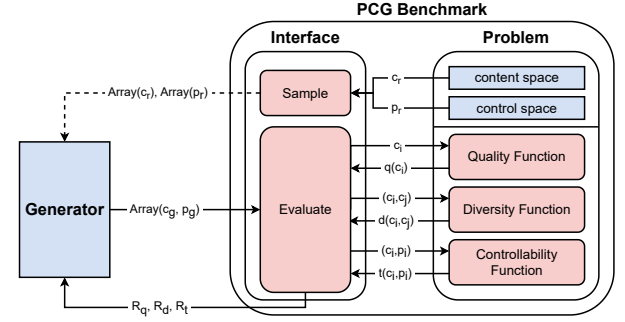 PCG Benchmark
Interface
Problem
Sample
c_r
content space
p_r
control space
Array(c_r), Array(p_r)
Generator
Array(c_g, p_g)
Evaluate
c_i
q(c_i)
Quality Function
(c_i,c_j)
d(c_i,c_j)
Diversity Function
(c_i,p_i)
t(c_i,p_i)
Controllability
Function
R_q, R_d, R_t